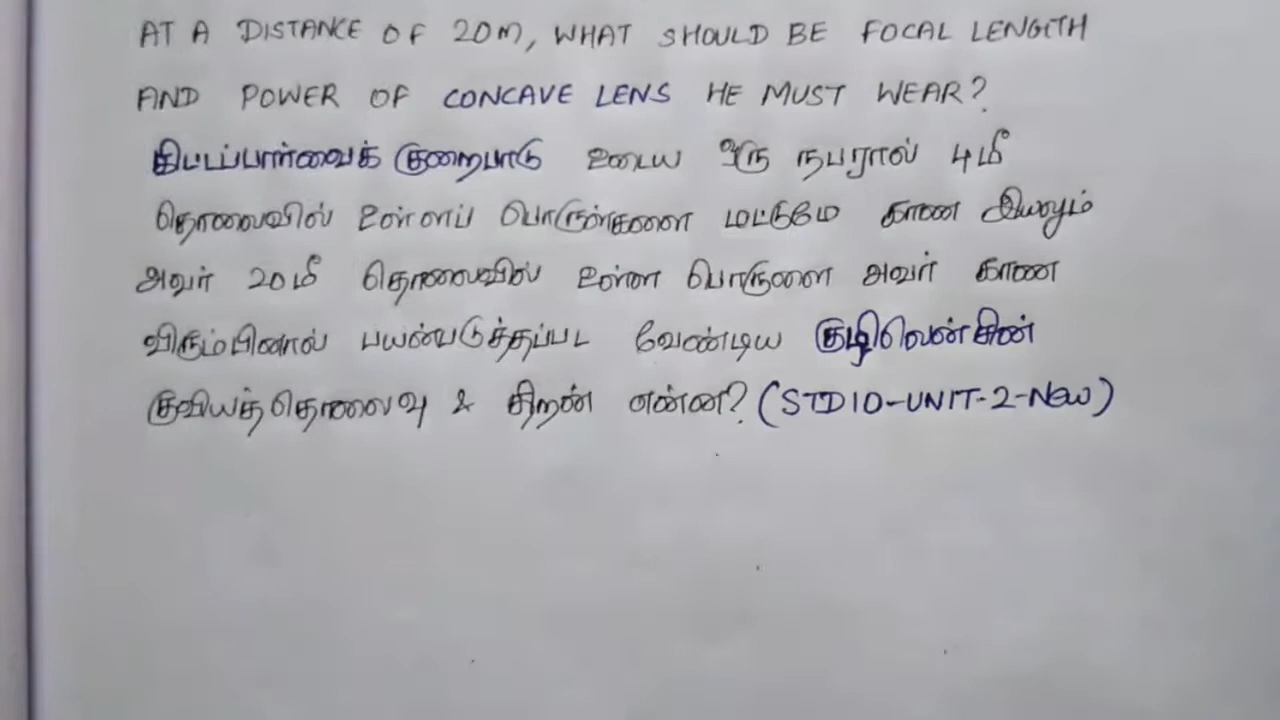 AT A DISTANCE OF 20m, WHAT SHOULD BE FOCAL LENGTH
AND POWER OF CONCAVE LENS HE MUST WEAR?
கிட்டப்பார்வைக் குறைபாடு உடைய ஒரு நபரால் 4மீ
தொலைவில் உள்ளப் பொருள்களை மட்டுமே காண இயலும்
அவர் 20மீ தொலைவில் உள்ள பொருளை அவர் காண
விரும்பினால் பயன்படுத்தப்பட வேண்டிய குழிலென்சின்
குவியத்தொலைவு & திறன் என்ன? (STD10-UNIT-2-New)